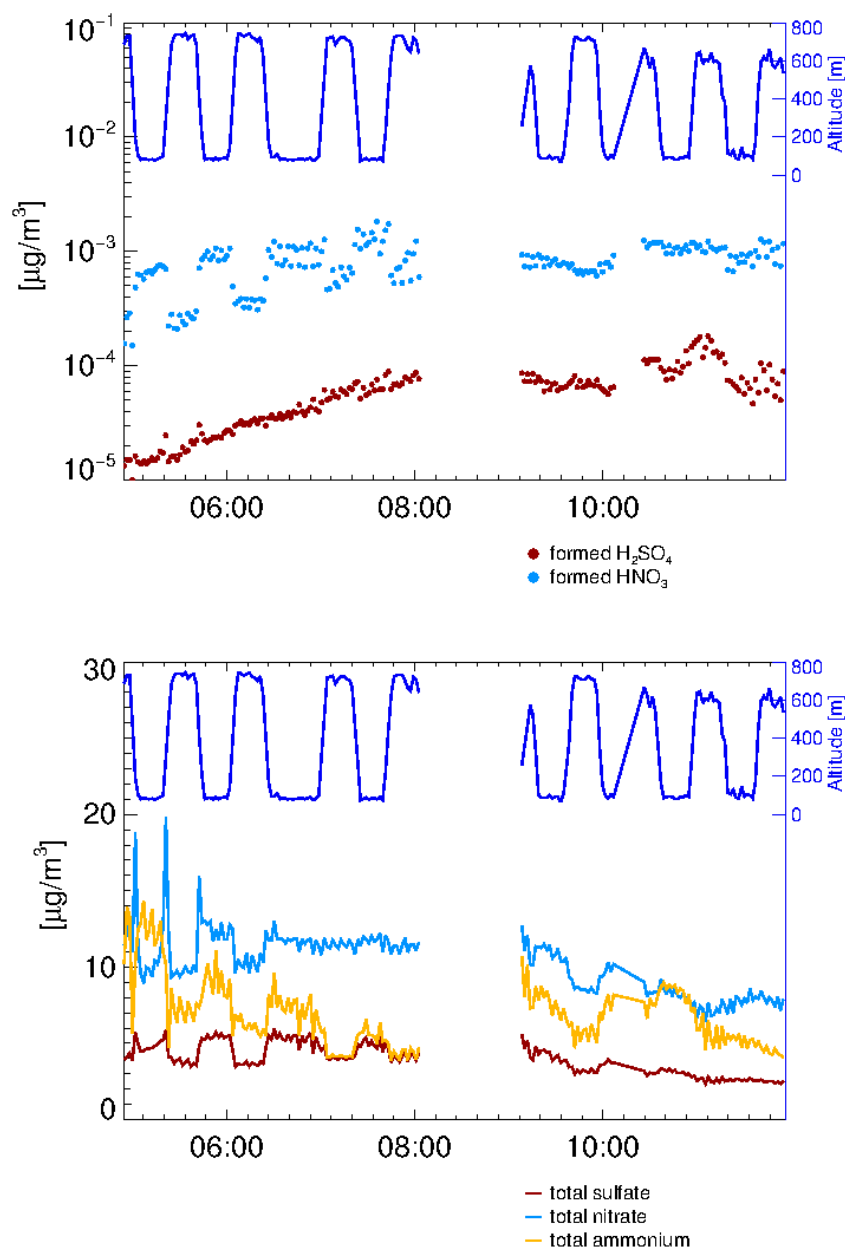 10⁻¹
10⁻²
10⁻³
10⁻⁴
10⁻⁵
[µg/m³]
800
600
400
200
0
Altitude [m]
06:00 08:00 10:00
formed H₂SO₄
formed HNO₃
30
20
10
0
[µg/m³]
800
600
400
200
0
Altitude [m]
06:00 08:00 10:00
total sulfate
total nitrate
total ammonium